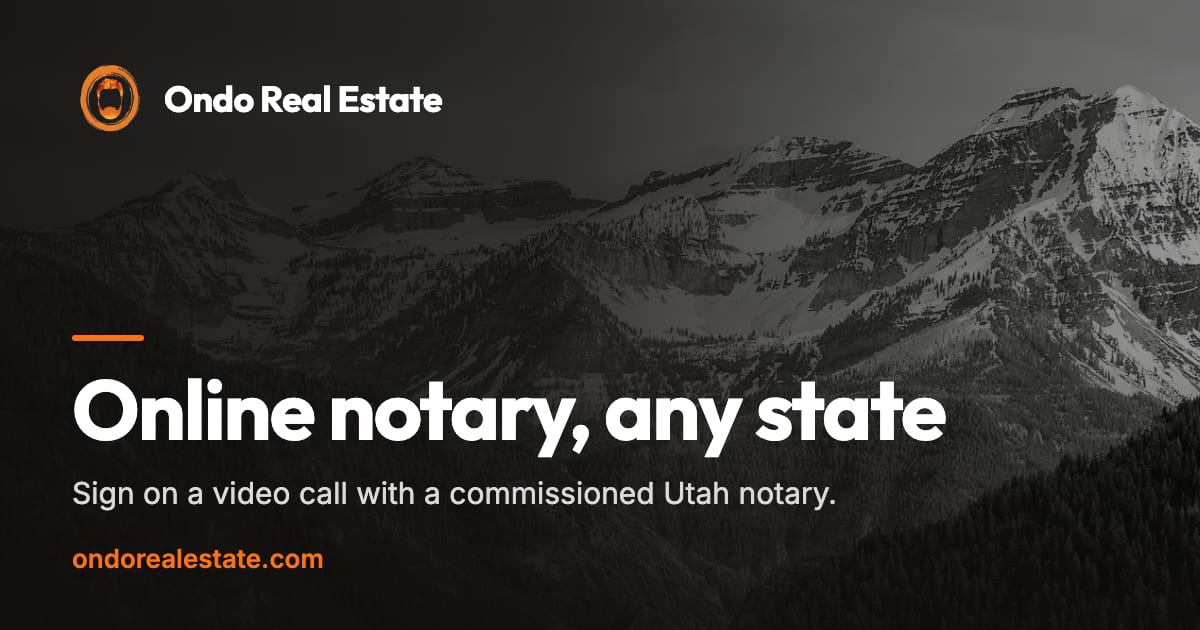 Ondo Real Estate
Online notary, any state
Sign on a video call with a commissioned Utah notary.
ondorealestate.com